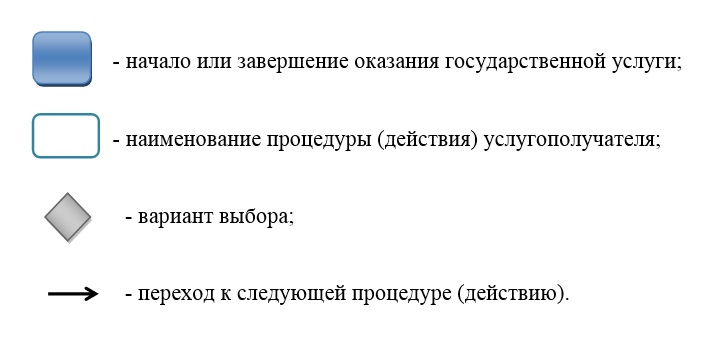 - начало или завершение оказания государственной услуги;
- наименование процедуры (действия) услугополучателя;
- вариант выбора;
- переход к следующей процедуре (действию).